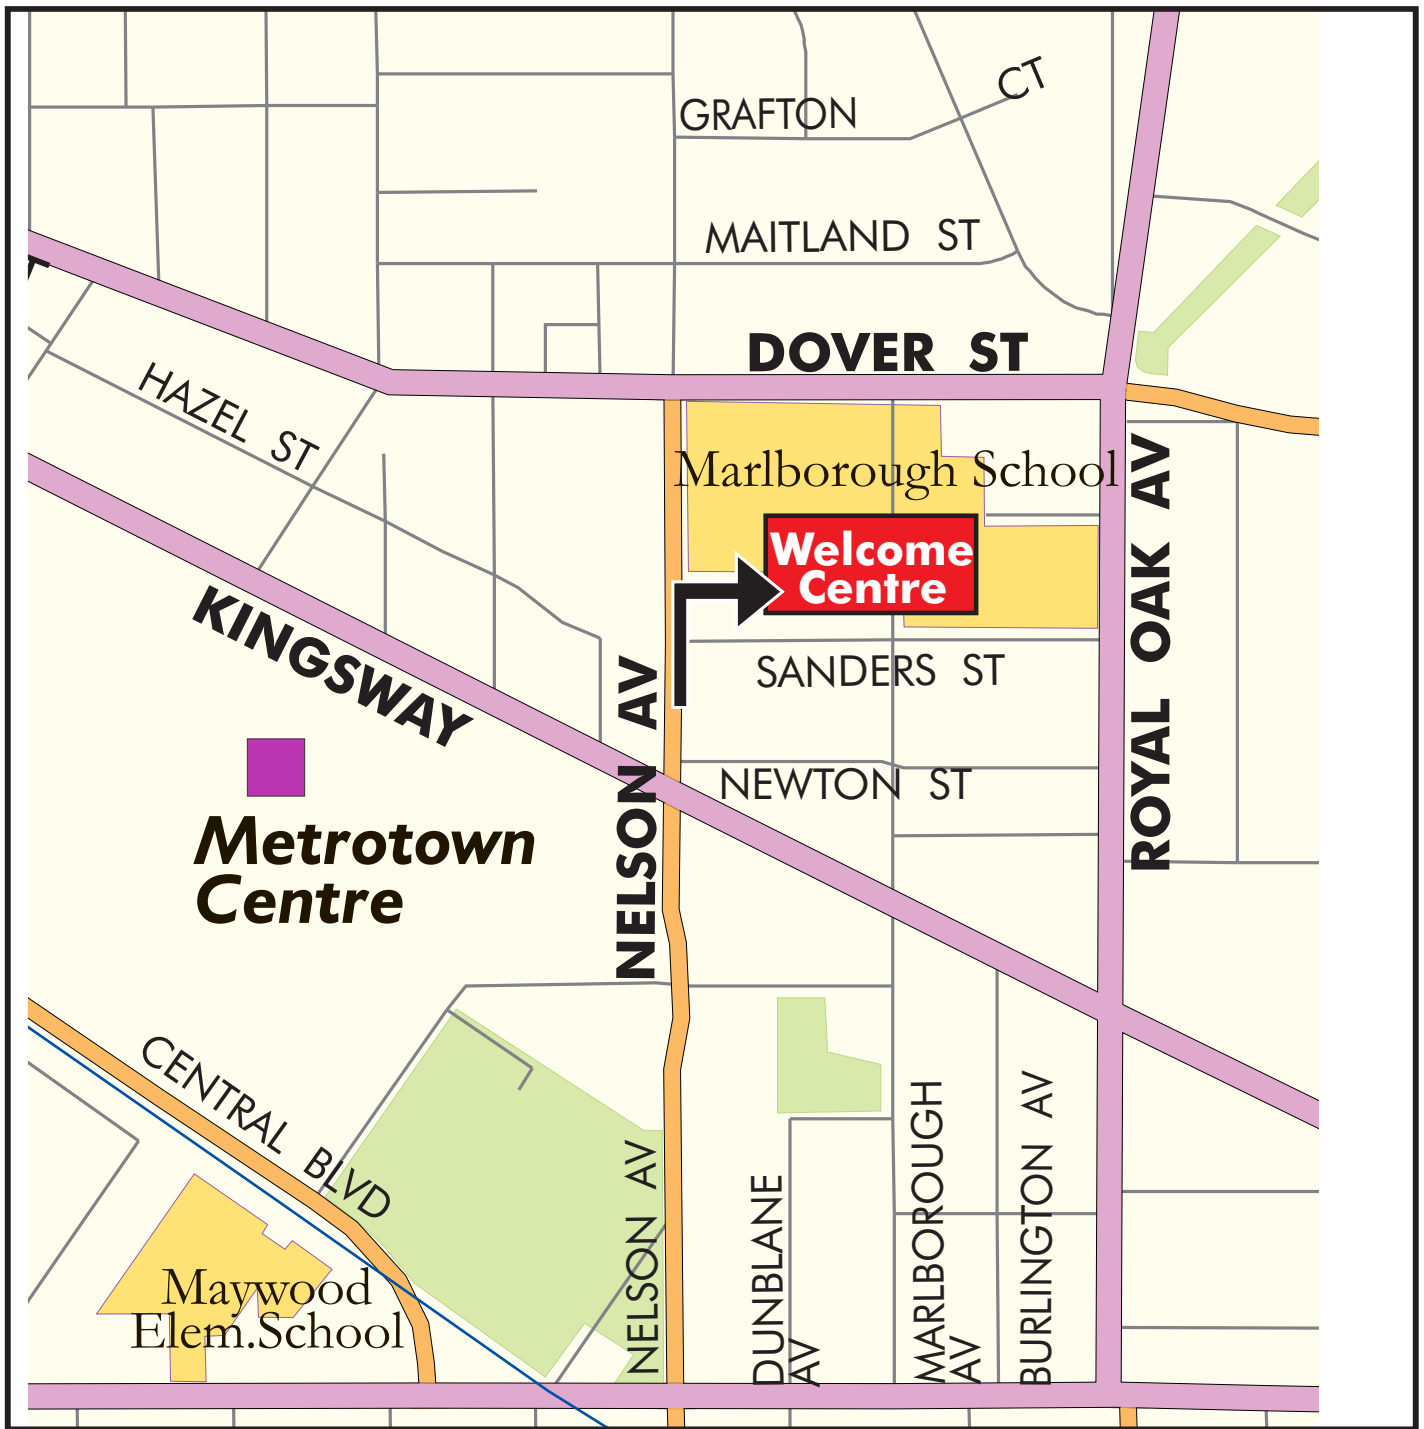 CT
GRAFTON
MAITLAND ST
DOVER ST
HAZEL ST
Marlborough School
Welcome
Centre
ROYAL OAK AV
KINGSWAY
SANDERS ST
NELSON AV
NEWTON ST
Metrotown
Centre
CENTRAL BLVD
NELSON AV
DUNBLANE
AV
MARLBOROUGH
AV
BURLINGTON AV
Maywood
Elem.School